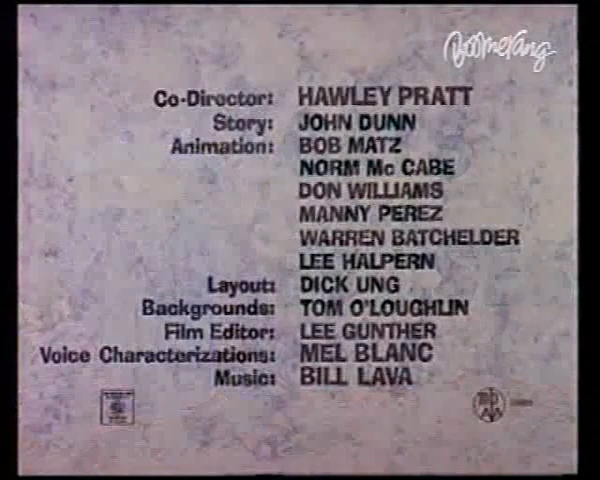 Boomerang
Co-Director: HAWLEY PRATT
Story: JOHN DUNN
Animation: BOB MATZ
NORM Mc CABE
DON WILLIAMS
MANNY PEREZ
WARREN BATCHELDER
LEE HALPERN
Layout: DICK UNG
Backgrounds: TOM O'LOUGHLIN
Film Editor: LEE GUNTHER
Voice Characterizations: MEL BLANC
Music: BILL LAVA